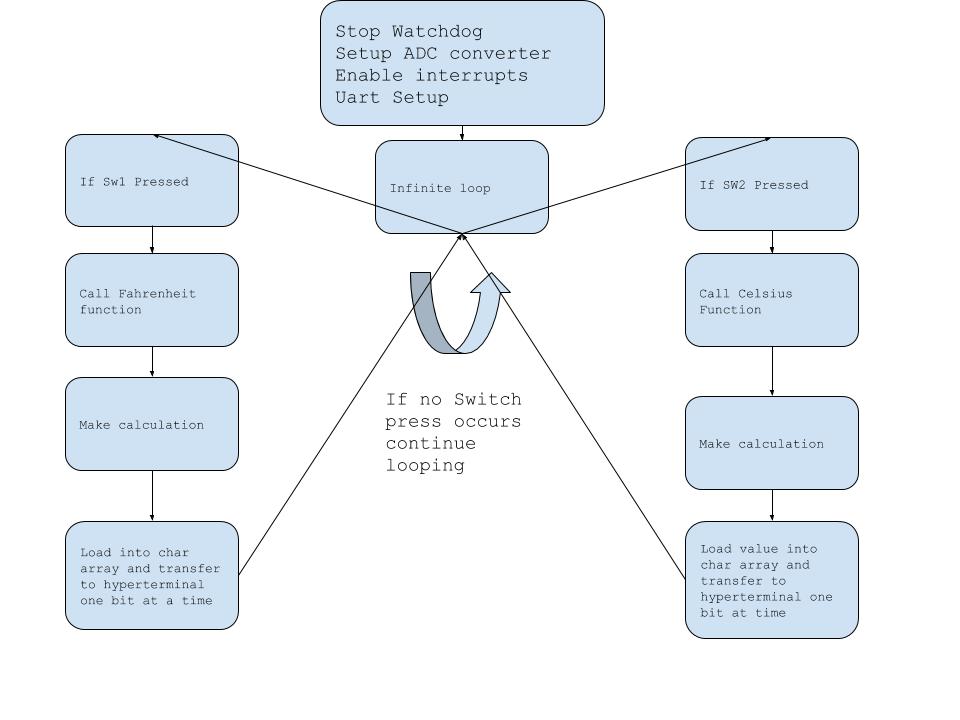 Stop Watchdog
Setup ADC converter
Enable interrupts
Uart Setup
If Sw1 Pressed
Infinite loop
If SW2 Pressed
Call Fahrenheit
function
Call Celsius
Function
If no Switch
press occurs
continue
looping
Make calculation
Make calculation
Load into char
array and transfer
to hyperterminal
one bit at a time
Load value into
char array and
transfer to
hyperterminal one
bit at time